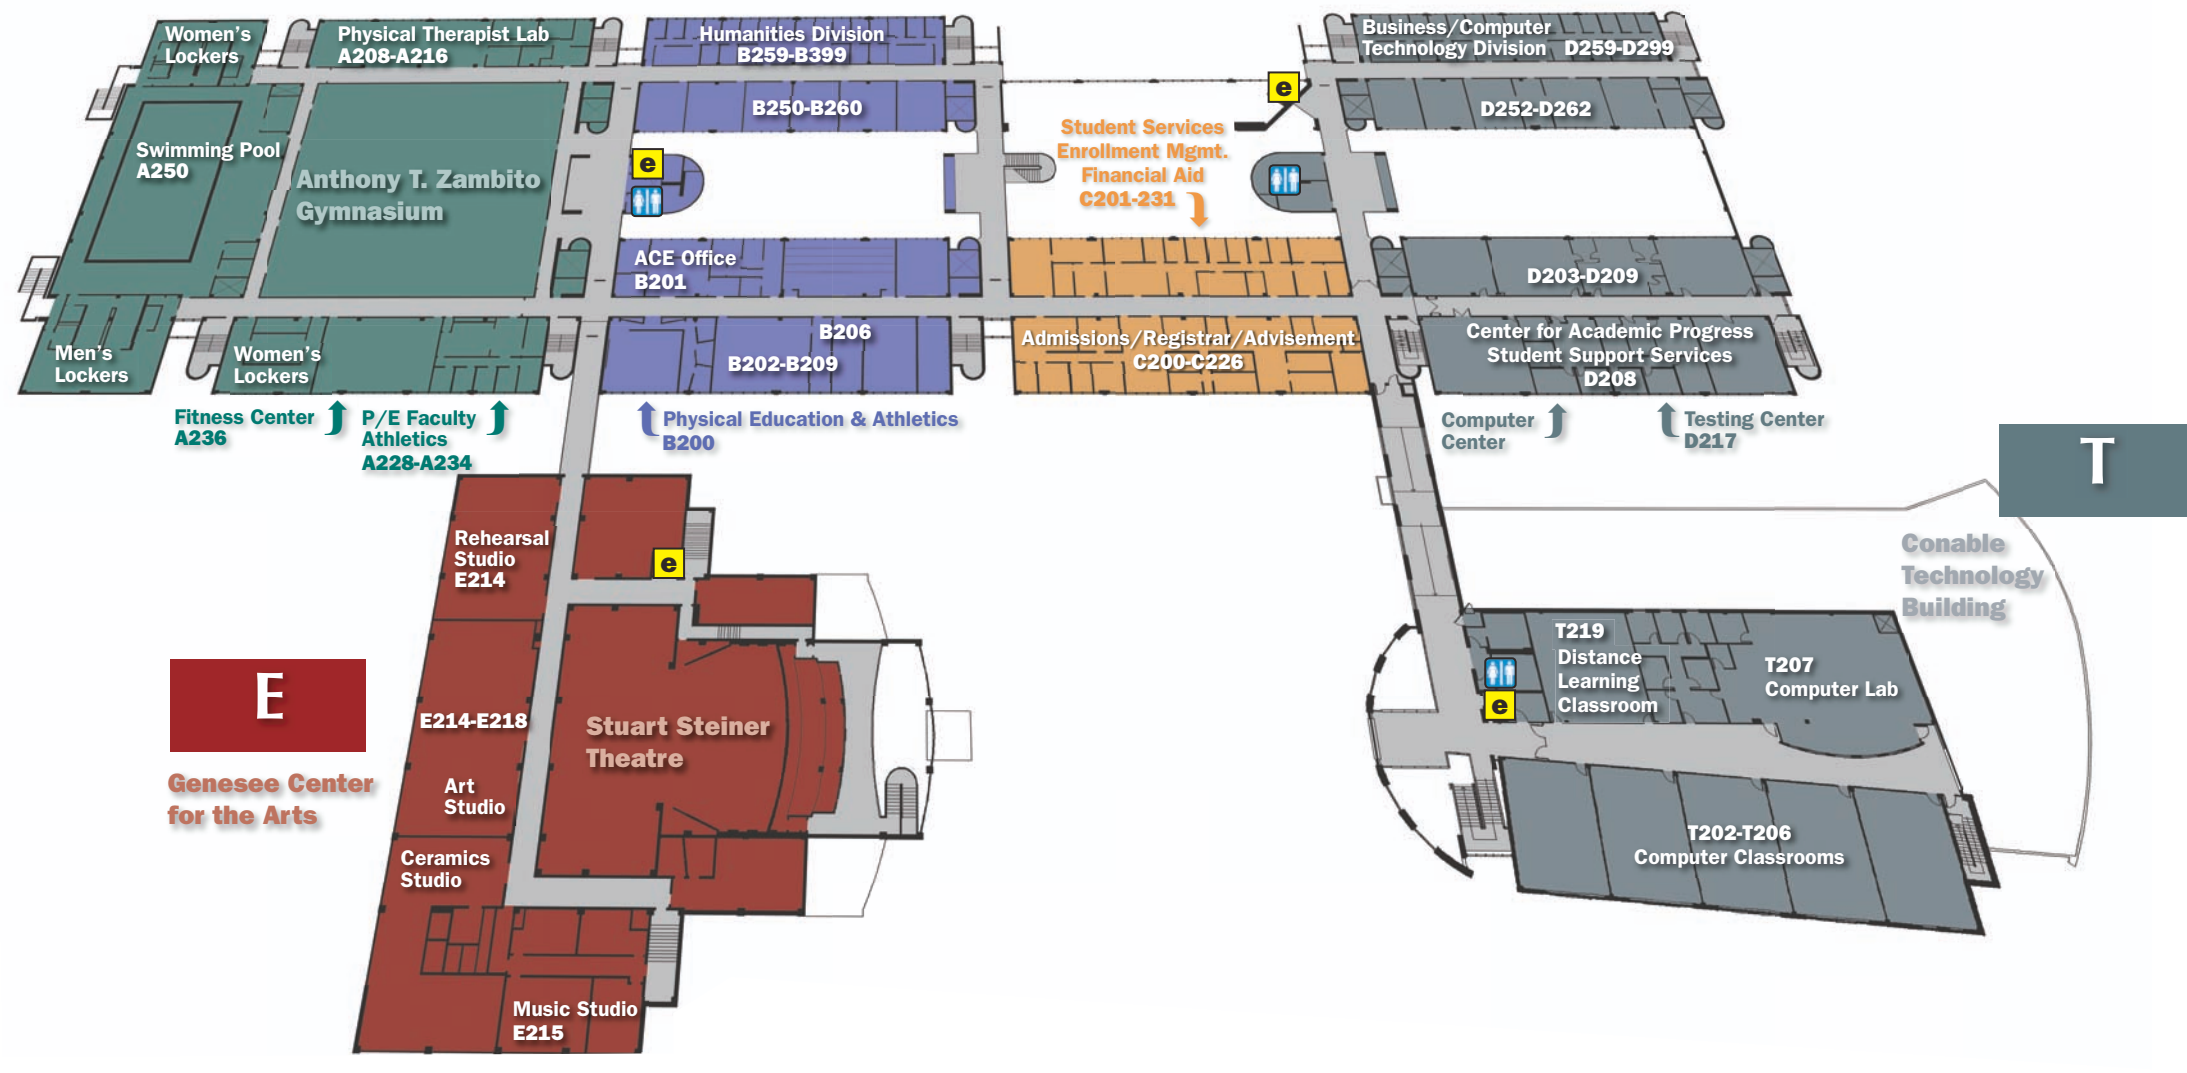 Women's
Lockers
Physical Therapist Lab
A208-A216
Humanities Division
B259-B399
Business/Computer
Technology Division D259-D299
Swimming Pool
A250
Anthony T. Zambito
Gymnasium
B250-B260
e
e
Student Services
Enrollment Mgmt.
Financial Aid
C201-231
D252-D262
ACE Office
B201
D203-D209
Men's
Lockers
Women's
Lockers
B206
B202-B209
Admissions/Registrar/Advisement
C200-C226
Center for Academic Progress
Student Support Services
D208
Fitness Center
A236
P/E Faculty
Athletics
A228-A234
Physical Education & Athletics
B200
Computer
Center
Testing Center
D217
T
Conable
Technology
Building
Rehearsal
Studio
E214
e
E
Genesee Center
for the Arts
E214-E218
Art
Studio
Stuart Steiner
Theatre
Ceramics
Studio
Music Studio
E215
T219
Distance
Learning
Classroom
e
T207
Computer Lab
T202-T206
Computer Classrooms